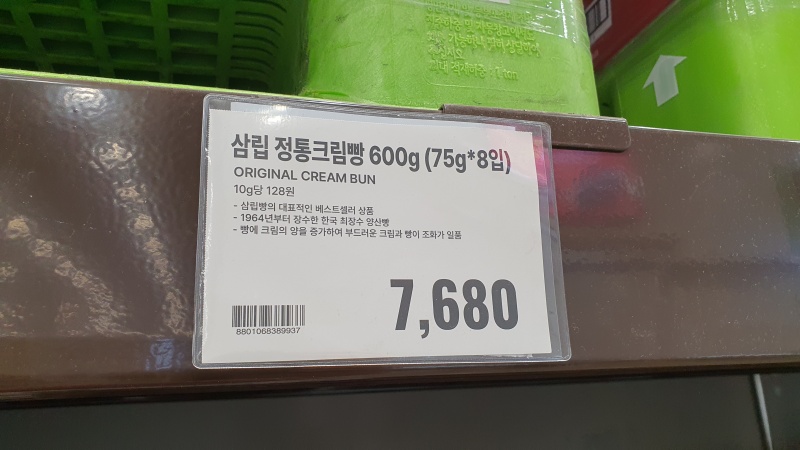 삼립 정통크림빵 600g (75g*8입)
ORIGINAL CREAM BUN
10g당 128원
- 삼립빵의 대표적인 베스트셀러 상품
- 1964년부터 장수한 한국 최장수 양산빵
- 빵에 크림의 양을 증가하여 부드러운 크림과 빵이 조화가 일품
7,680
8801068389937